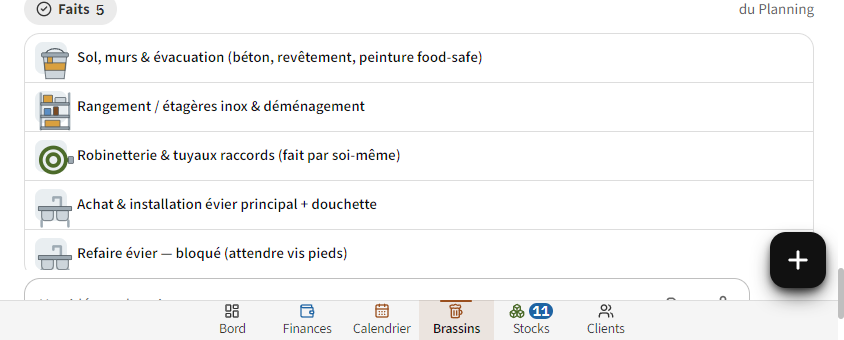 Faits 5
du Planning
Sol, murs & évacuation (béton, revêtement, peinture food-safe)
Rangement / étagères inox & déménagement
Robinetterie & tuyaux raccords (fait par soi-même)
Achat & installation évier principal + douchette
Refaire évier — bloqué (attendre vis pieds)
Bord
Finances
Calendrier
Brassins
11
Stocks
Clients